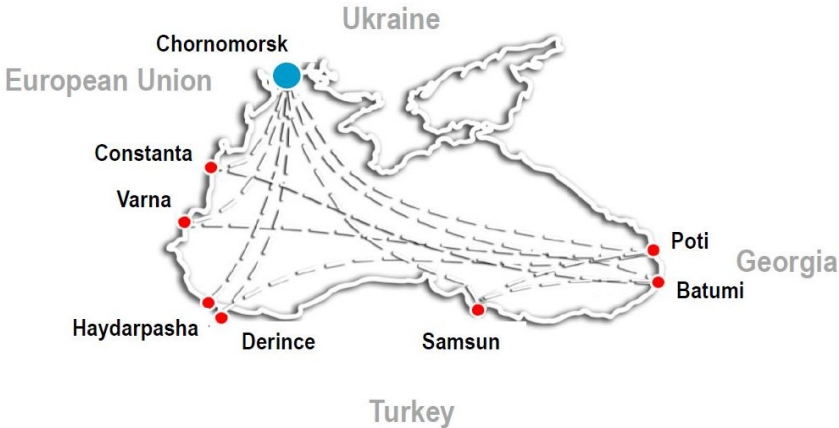 Ukraine
Chornomorsk
European Union
Constanta
Varna
Poti
Georgia
Batumi
Haydarpasha
Derince
Samsun
Turkey